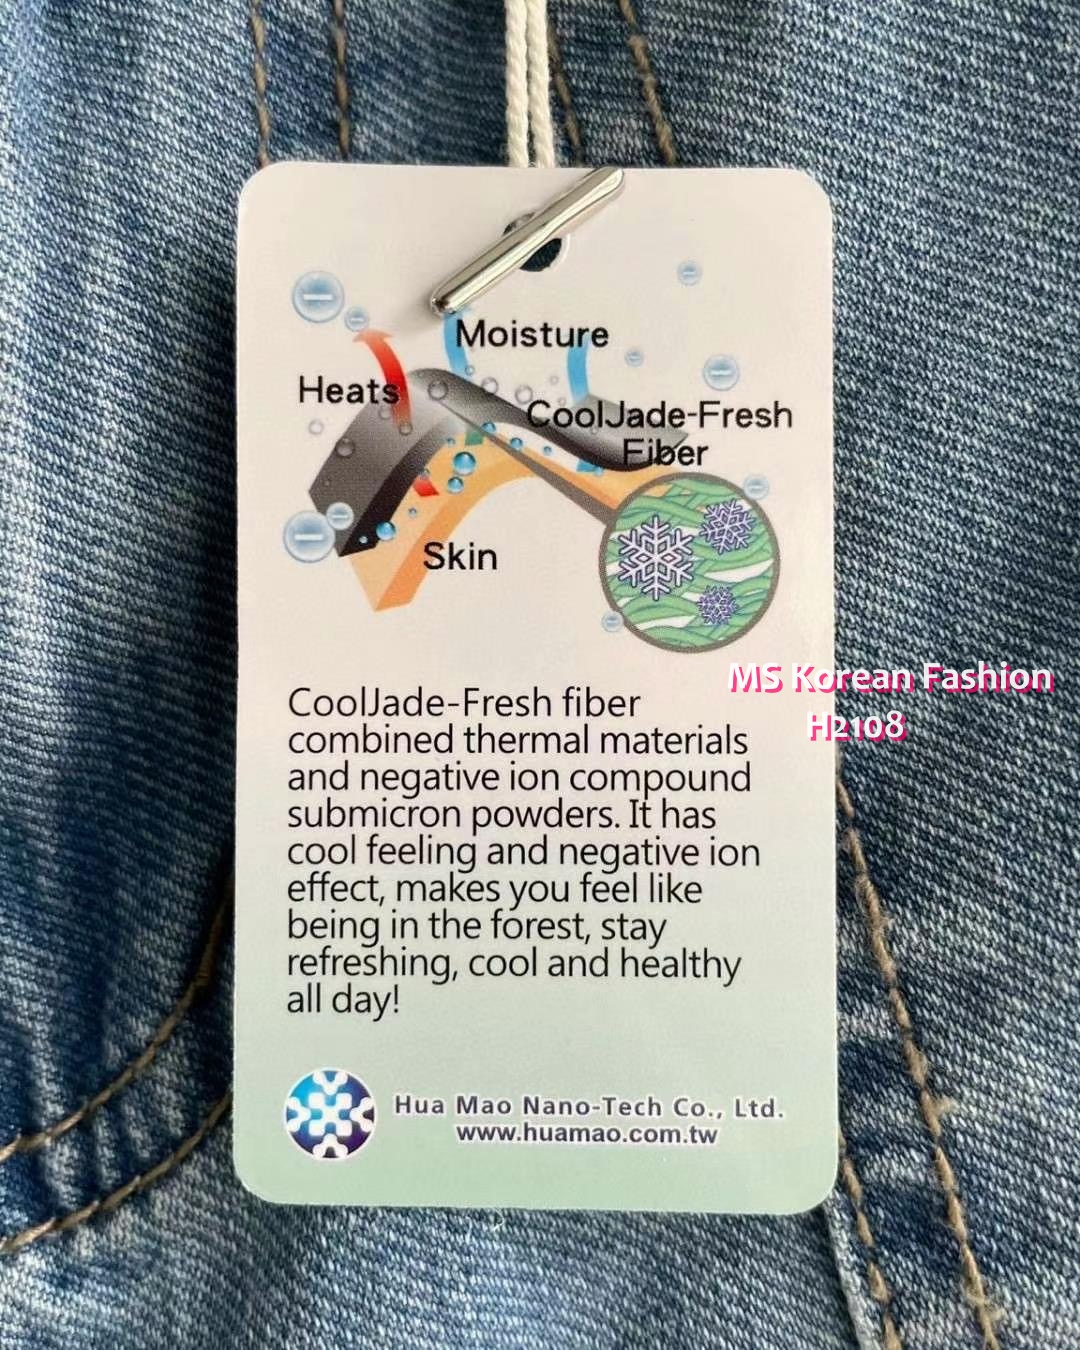 Moisture
Heats
CoolJade-Fresh
Fiber
Skin
MS Korean Fashion
H2108
CoolJade-Fresh fiber
combined thermal materials
and negative ion compound
submicron powders. It has
cool feeling and negative ion
effect, makes you feel like
being in the forest, stay
refreshing, cool and healthy
all day!
Hua Mao Nano-Tech Co., Ltd.
www.huamao.com.tw